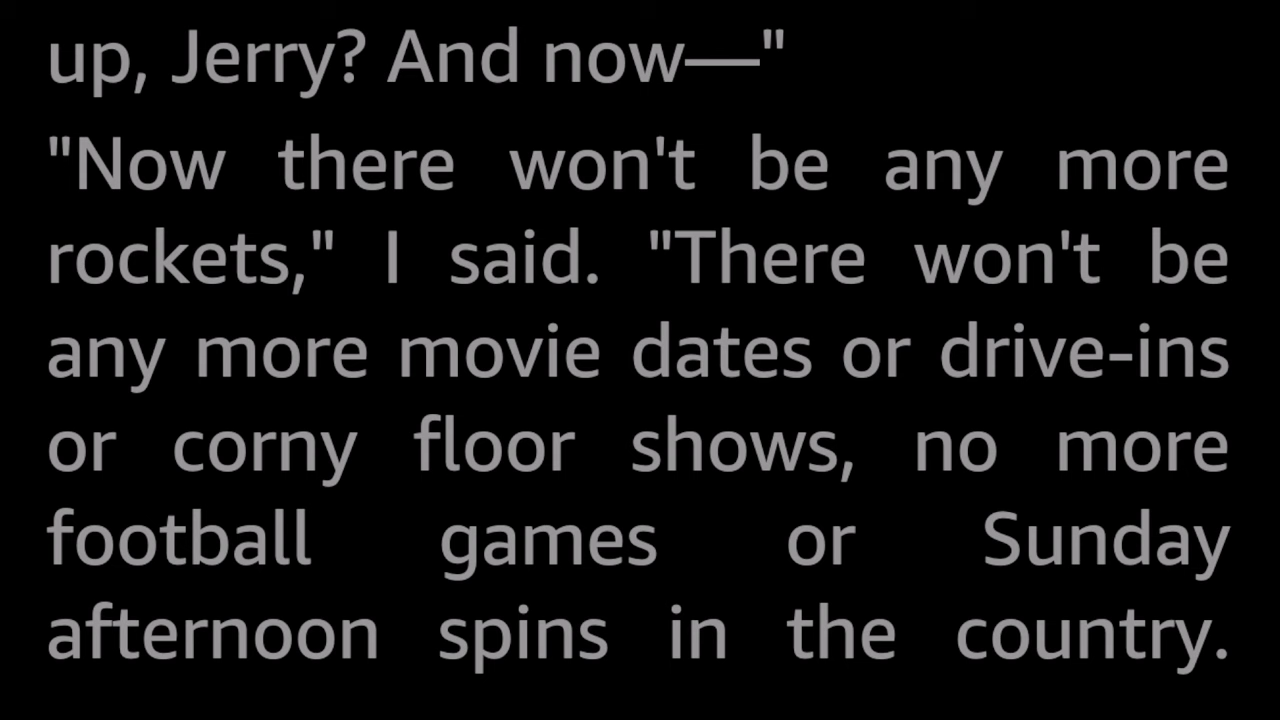 up, Jerry? And now—"
"Now there won't be any more
rockets," I said. "There won't be
any more movie dates or drive-ins
or corny floor shows, no more
football games or Sunday
afternoon spins in the country.